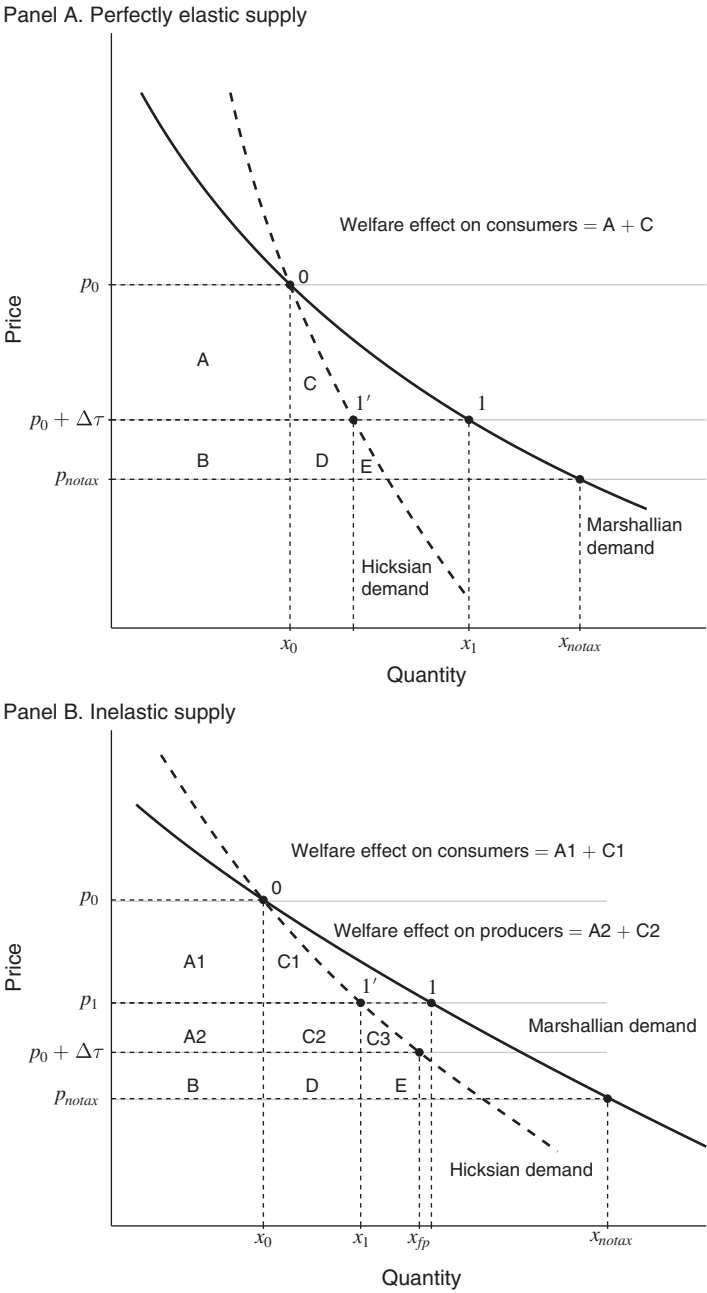 Panel A. Perfectly elastic supply
Welfare effect on consumers = A + C
p₀
0
Price
A
C
p₀ + Δτ
1′
1
B
D
E
pₙₒₜₐₓ
Marshallian
demand
Hicksian
demand
x₀
x₁
xₙₒₜₐₓ
Quantity
Panel B. Inelastic supply
Welfare effect on consumers = A1 + C1
p₀
0
Welfare effect on producers = A2 + C2
Price
A1
C1
p₁
1′
1
Marshallian demand
A2
C2
C3
p₀ + Δτ
B
D
E
pₙₒₜₐₓ
Hicksian demand
x₀
x₁
x_fp
xₙₒₜₐₓ
Quantity